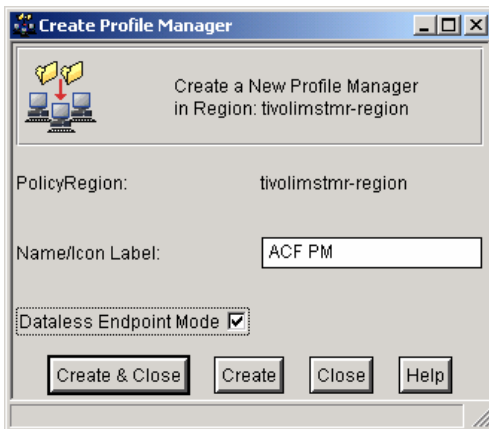 Create Profile Manager
Create a New Profile Manager
in Region: tivolimstmr-region
PolicyRegion: tivolimstmr-region
Name/Icon Label: ACF PM
Dataless Endpoint Mode
Create & Close Create Close Help